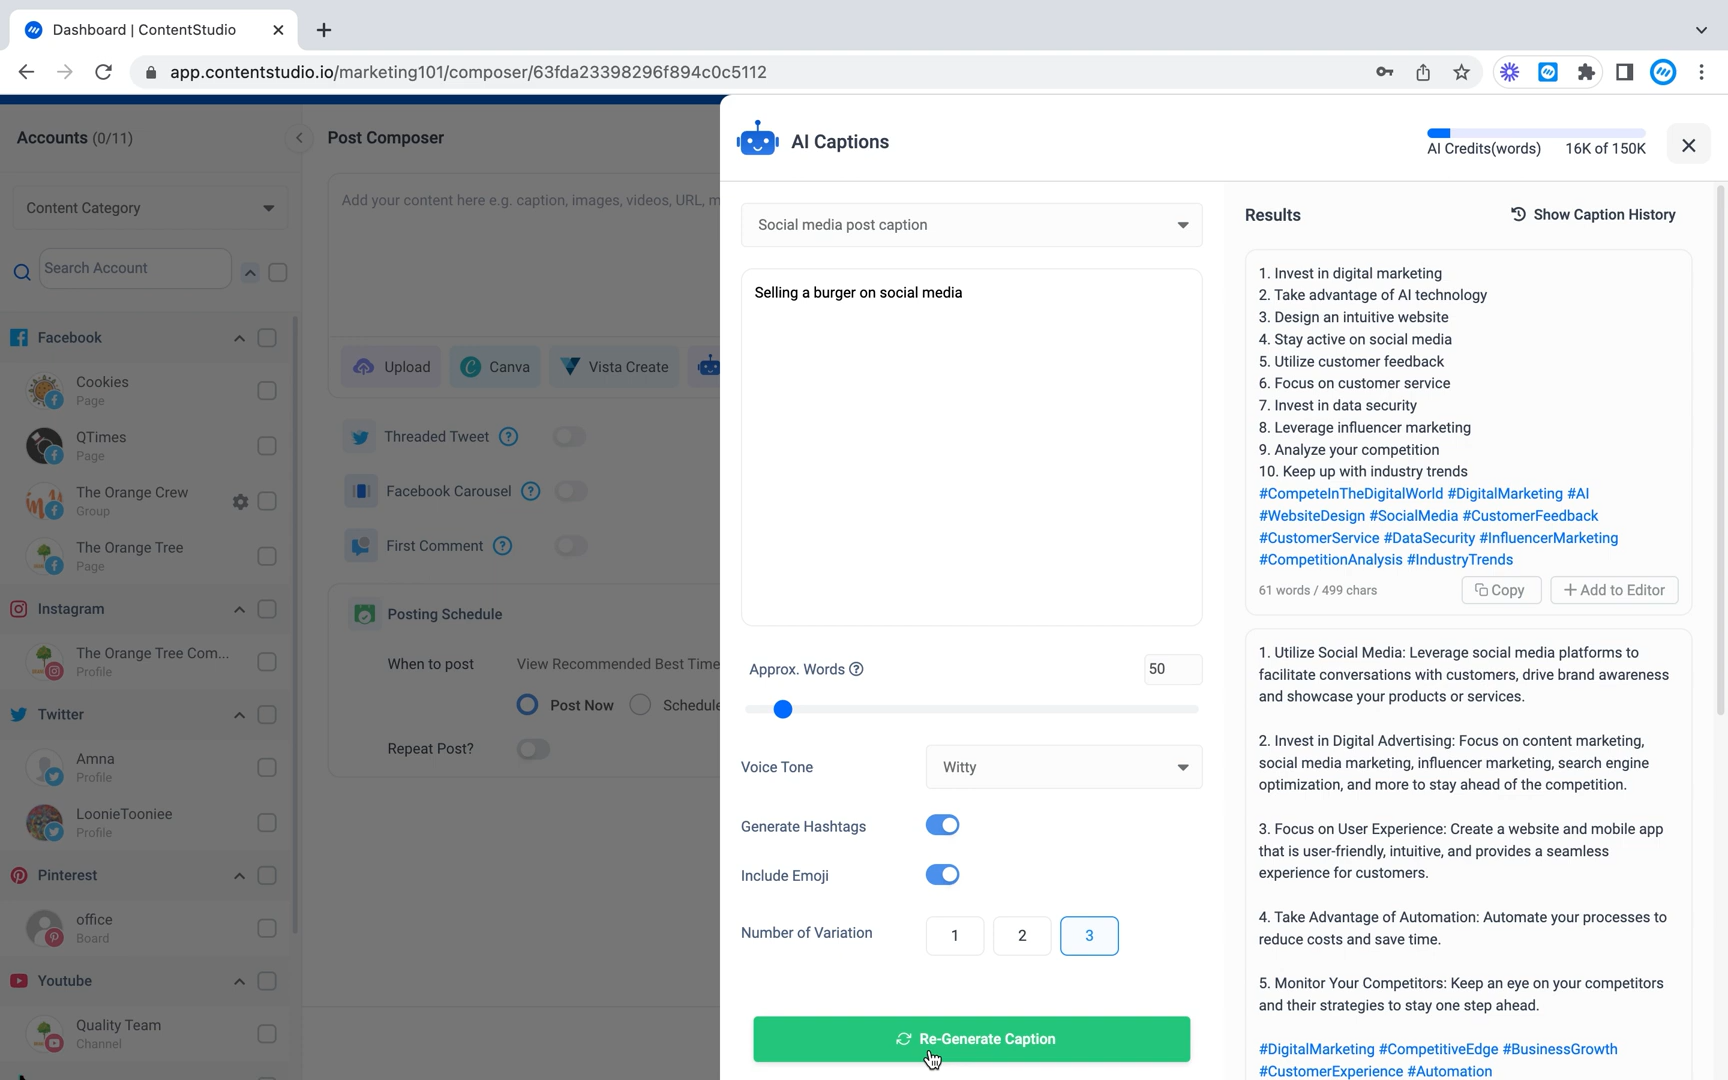 Dashboard | ContentStudio
app.contentstudio.io/marketing101/composer/63fda23398296f894c0c5112
Accounts (0/11)
Content Category
Search Account
Facebook
Cookies
Page
QTimes
Page
The Orange Crew
Group
The Orange Tree
Page
Instagram
The Orange Tree Com...
Profile
Twitter
Amna
Profile
LoonieTooniee
Profile
Pinterest
office
Board
Youtube
Quality Team
Channel
Post Composer
Add your content here e.g. caption, images, videos, URL, m
Upload
Canva
Vista Create
Threaded Tweet
Facebook Carousel
First Comment
Posting Schedule
When to post
View Recommended Best Time
Post Now
Schedule
Repeat Post?
AI Captions
AI Credits(words) 16K of 150K
Social media post caption
Selling a burger on social media
Approx. Words
50
Voice Tone
Witty
Generate Hashtags
Include Emoji
Number of Variation
1
2
3
Re-Generate Caption
Results
Show Caption History
1. Invest in digital marketing
2. Take advantage of AI technology
3. Design an intuitive website
4. Stay active on social media
5. Utilize customer feedback
6. Focus on customer service
7. Invest in data security
8. Leverage influencer marketing
9. Analyze your competition
10. Keep up with industry trends
#CompeteInTheDigitalWorld #DigitalMarketing #AI
#WebsiteDesign #SocialMedia #CustomerFeedback
#CustomerService #DataSecurity #InfluencerMarketing
#CompetitionAnalysis #IndustryTrends
61 words / 499 chars
Copy
+ Add to Editor
1. Utilize Social Media: Leverage social media platforms to
facilitate conversations with customers, drive brand awareness
and showcase your products or services.
2. Invest in Digital Advertising: Focus on content marketing,
social media marketing, influencer marketing, search engine
optimization, and more to stay ahead of the competition.
3. Focus on User Experience: Create a website and mobile app
that is user-friendly, intuitive, and provides a seamless
experience for customers.
4. Take Advantage of Automation: Automate your processes to
reduce costs and save time.
5. Monitor Your Competitors: Keep an eye on your competitors
and their strategies to stay one step ahead.
#DigitalMarketing #CompetitiveEdge #BusinessGrowth
#CustomerExperience #Automation